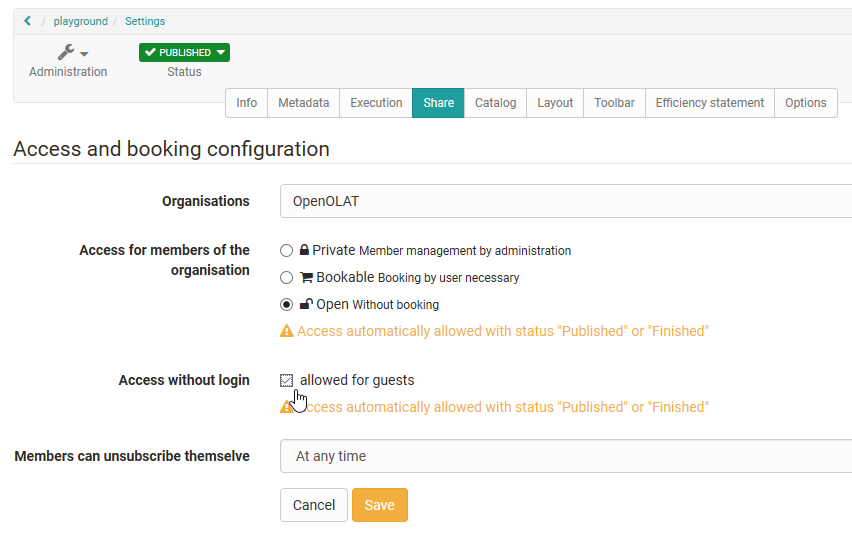 / playground / Settings
PUBLISHED
Administration Status
Info Metadata Execution Share Catalog Layout Toolbar Efficiency statement Options
Access and booking configuration
Organisations OpenOLAT
Access for members of the organisation
Private Member management by administration
Bookable Booking by user necessary
Open Without booking
Access automatically allowed with status "Published" or "Finished"
Access without login allowed for guests
Access automatically allowed with status "Published" or "Finished"
Members can unsubscribe themselve At any time
Cancel Save